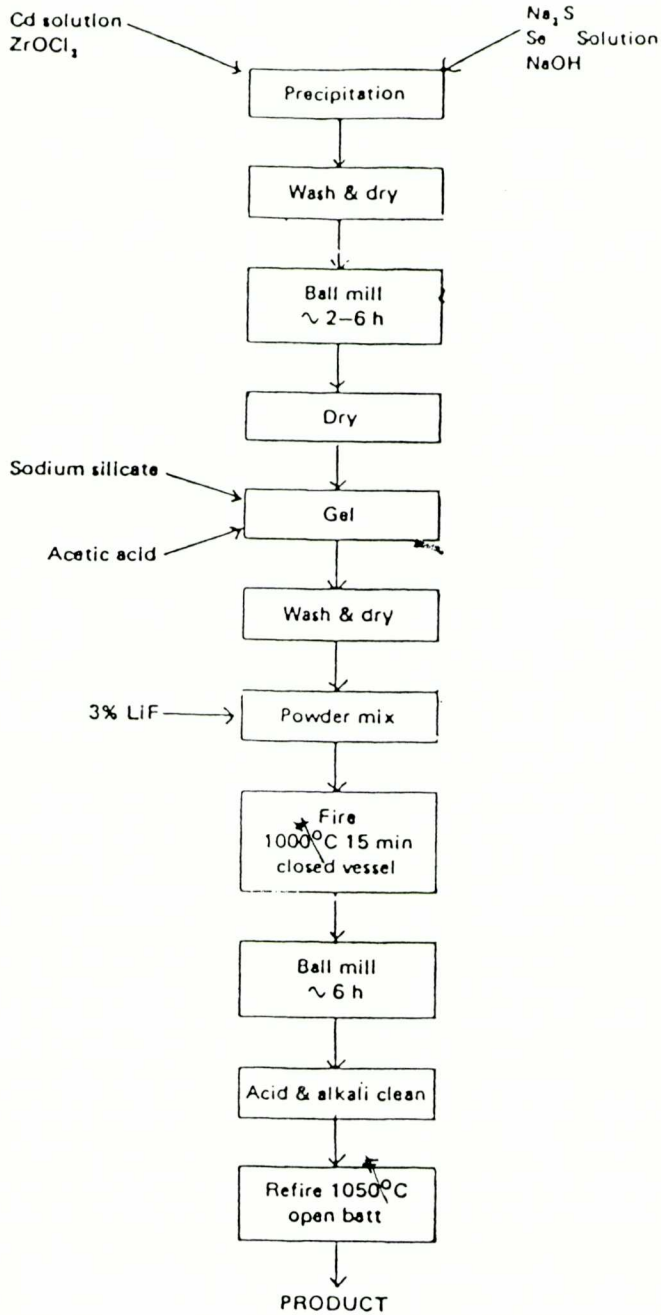 Cd solution
ZrOCl₂
Na₂S
Se Solution
NaOH
Precipitation
Wash & dry
Ball mill
~ 2–6 h
Dry
Sodium silicate
Acetic acid
Gel
Wash & dry
3% LiF
Powder mix
Fire
1000°C 15 min
closed vessel
Ball mill
~ 6 h
Acid & alkali clean
Refire 1050°C
open batt
PRODUCT